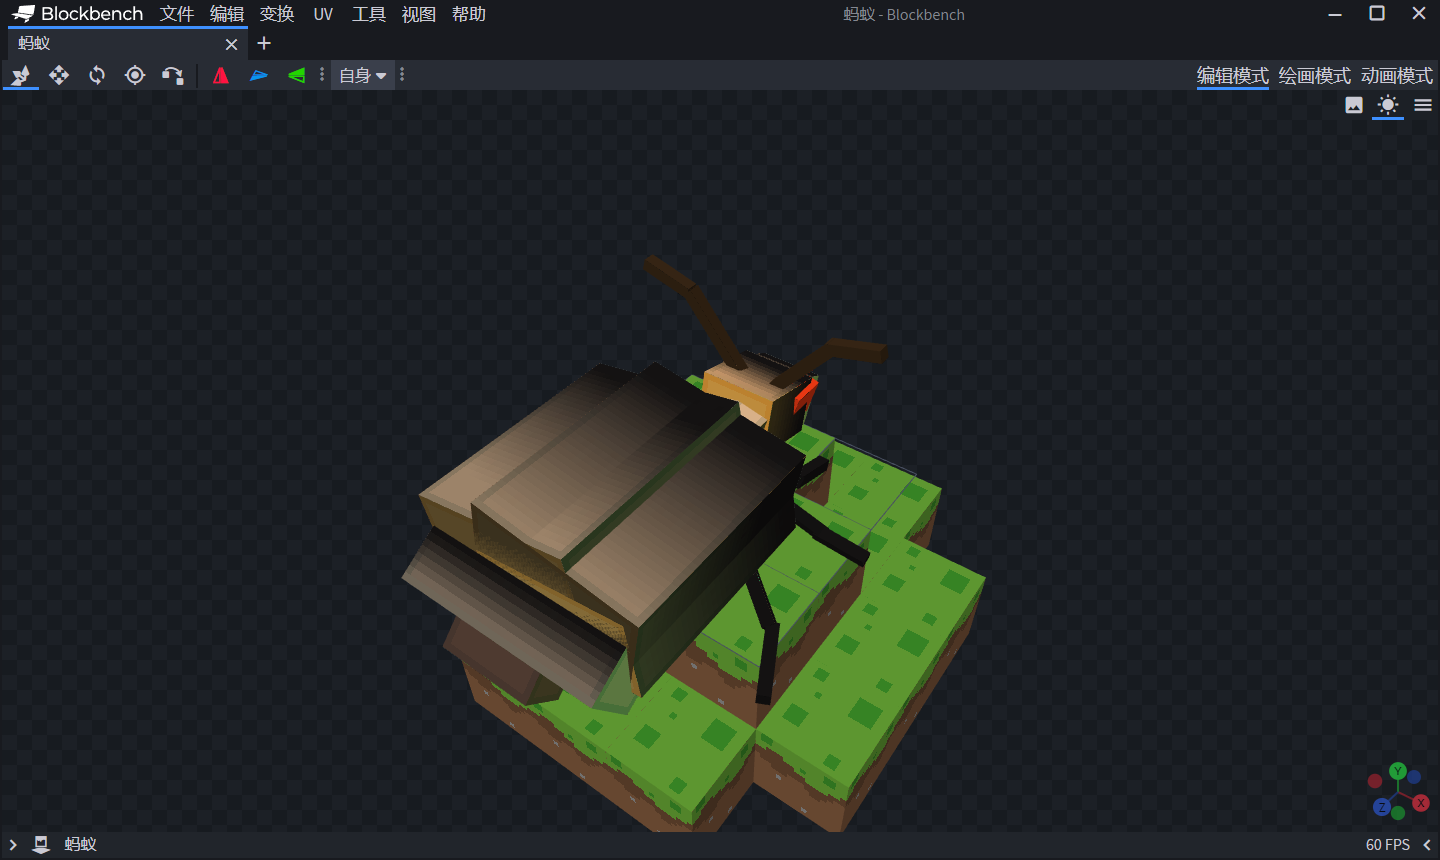 Blockbench 文件 编辑 变换 UV 工具 视图 帮助 蚂蚁 - Blockbench
蚂蚁
自身 编辑模式 绘画模式 动画模式
Y
X
Z
蚂蚁 60 FPS